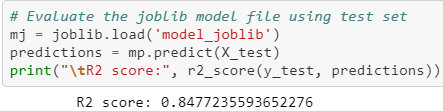 # Evaluate the joblib model file using test set
mj = joblib.load('model_joblib')
predictions = mp.predict(X_test)
print("\tR2 score:", r2_score(y_test, predictions))
R2 score: 0.8477235593652276